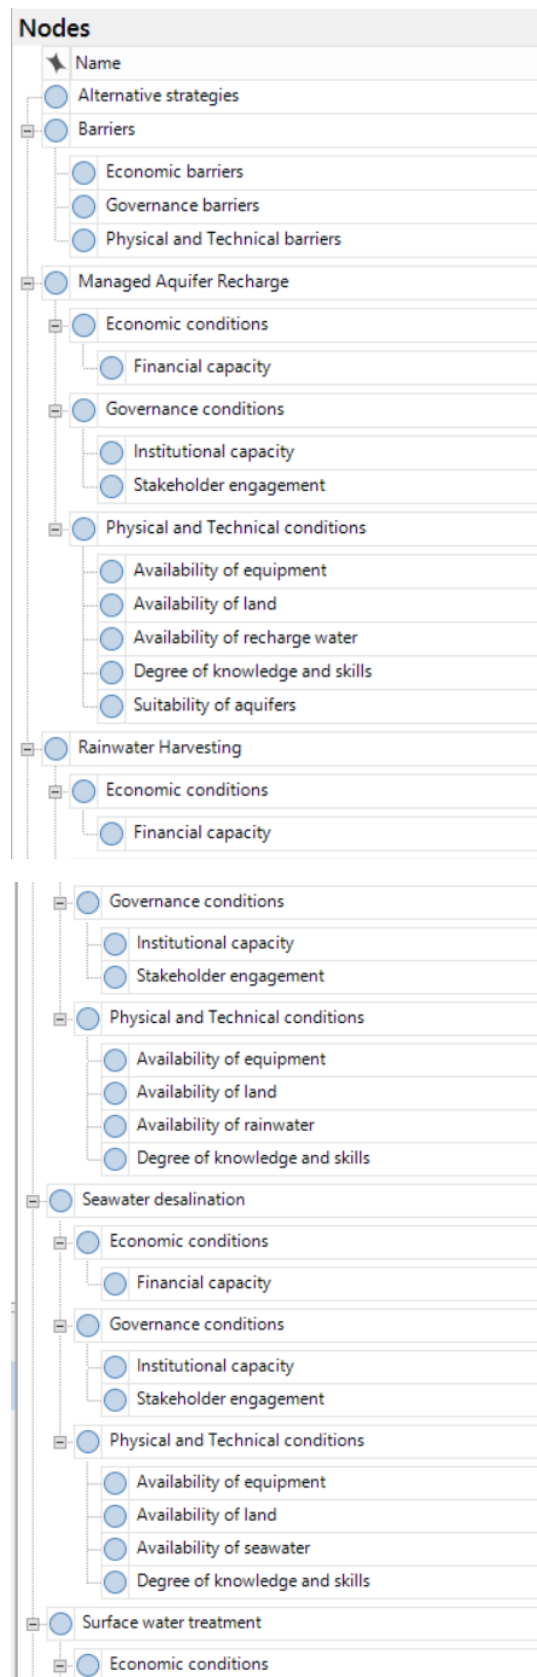 Nodes
Name
Alternative strategies
Barriers
Economic barriers
Governance barriers
Physical and Technical barriers
Managed Aquifer Recharge
Economic conditions
Financial capacity
Governance conditions
Institutional capacity
Stakeholder engagement
Physical and Technical conditions
Availability of equipment
Availability of land
Availability of recharge water
Degree of knowledge and skills
Suitability of aquifers
Rainwater Harvesting
Economic conditions
Financial capacity
Governance conditions
Institutional capacity
Stakeholder engagement
Physical and Technical conditions
Availability of equipment
Availability of land
Availability of rainwater
Degree of knowledge and skills
Seawater desalination
Economic conditions
Financial capacity
Governance conditions
Institutional capacity
Stakeholder engagement
Physical and Technical conditions
Availability of equipment
Availability of land
Availability of seawater
Degree of knowledge and skills
Surface water treatment
Economic conditions